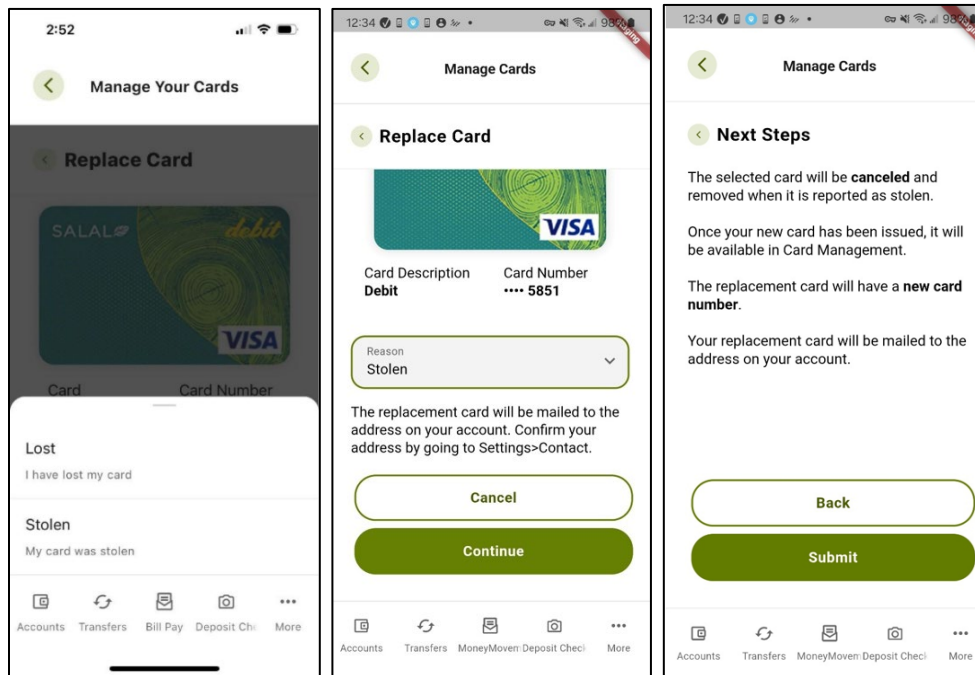 2:52
Manage Your Cards
Replace Card
SALAL debit
VISA
Card Card Number
Lost
I have lost my card
Stolen
My card was stolen
Accounts Transfers Bill Pay Deposit Che More
12:34 98%
Manage Cards
Replace Card
VISA
Card Description Card Number
Debit •••• 5851
Reason
Stolen
The replacement card will be mailed to the
address on your account. Confirm your
address by going to Settings>Contact.
Cancel
Continue
Accounts Transfers MoneyMovem Deposit Check More
12:34 98%
Manage Cards
Next Steps
The selected card will be canceled and
removed when it is reported as stolen.
Once your new card has been issued, it will
be available in Card Management.
The replacement card will have a new card
number.
Your replacement card will be mailed to the
address on your account.
Back
Submit
Accounts Transfers MoneyMovem Deposit Check More